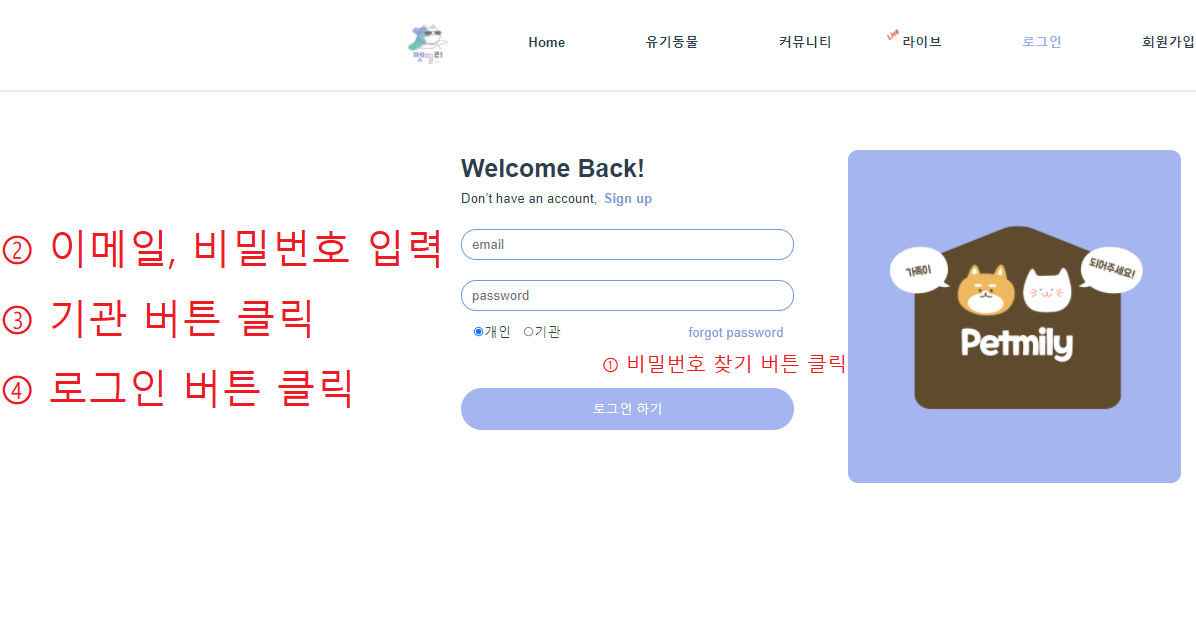 펫밀리
Home
유기동물
커뮤니티
Live
라이브
로그인
회원가입
Welcome Back!
Don't have an account, Sign up
② 이메일, 비밀번호 입력
email
③ 기관 버튼 클릭
password
개인 기관
forgot password
① 비밀번호 찾기 버튼 클릭
④ 로그인 버튼 클릭
로그인 하기
가족이
되어주세요!
Petmily